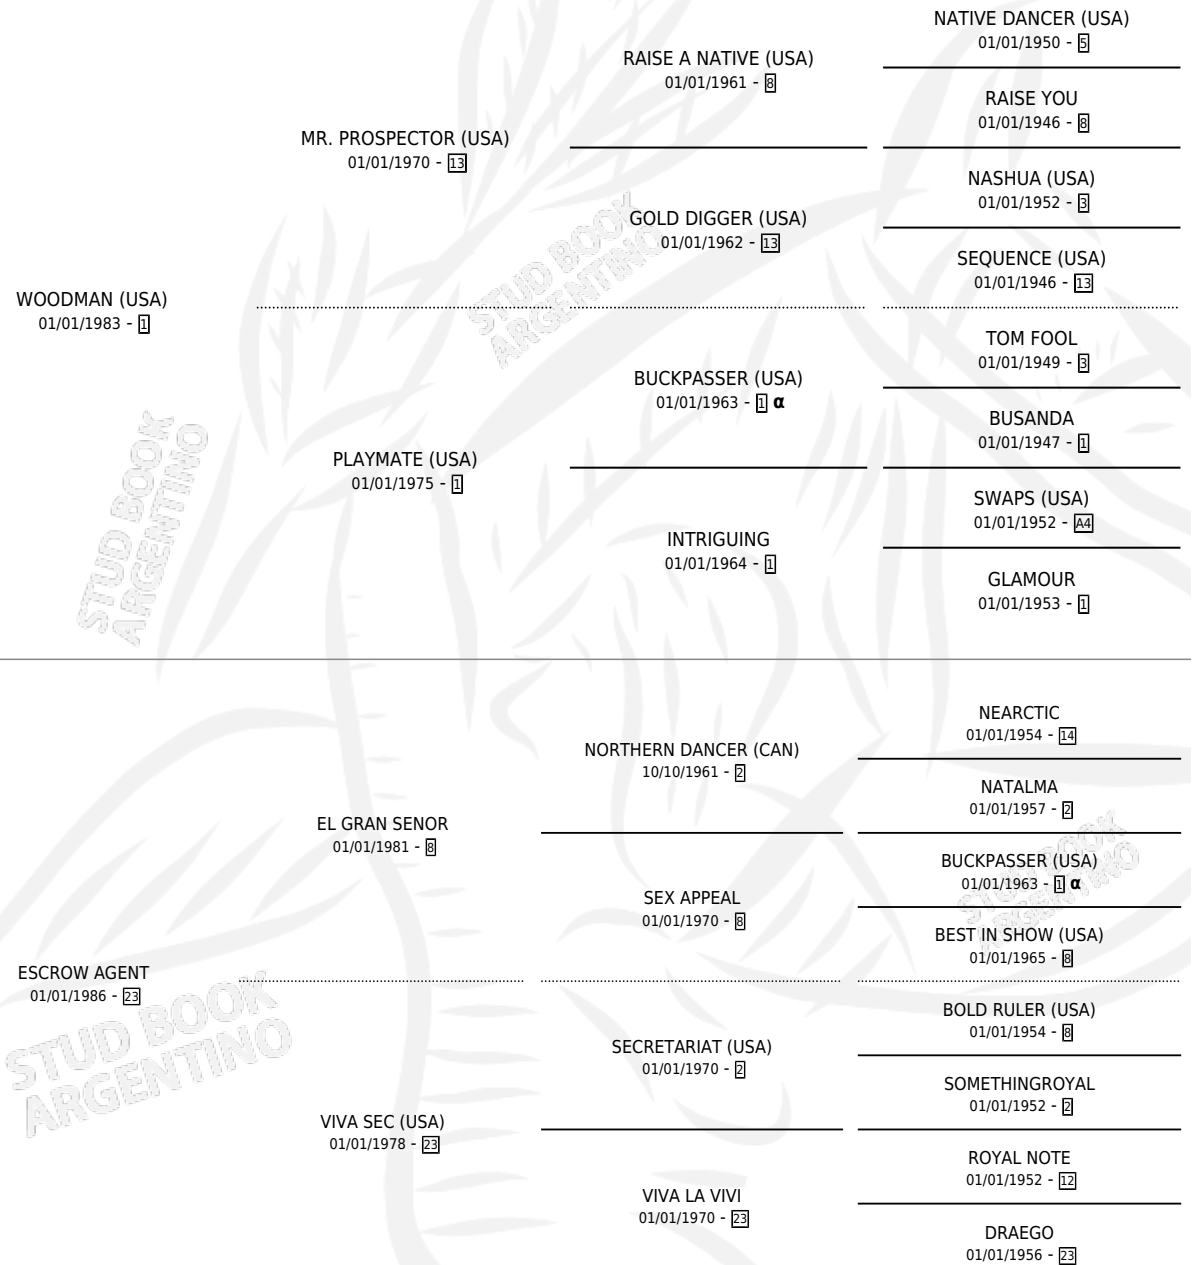 NATIVE DANCER (USA)
01/01/1950 - 5
RAISE A NATIVE (USA)
01/01/1961 - 8
RAISE YOU
01/01/1946 - 8
MR. PROSPECTOR (USA)
01/01/1970 - 13
NASHUA (USA)
01/01/1952 - 3
GOLD DIGGER (USA)
01/01/1962 - 13
SEQUENCE (USA)
01/01/1946 - 13
WOODMAN (USA)
01/01/1983 - 1
TOM FOOL
01/01/1949 - 3
BUCKPASSER (USA)
01/01/1963 - 1 α
BUSANDA
01/01/1947 - 1
PLAYMATE (USA)
01/01/1975 - 1
SWAPS (USA)
01/01/1952 - A4
INTRIGUING
01/01/1964 - 1
GLAMOUR
01/01/1953 - 1
NEARCTIC
01/01/1954 - 14
NORTHERN DANCER (CAN)
10/10/1961 - 2
NATALMA
01/01/1957 - 2
EL GRAN SENOR
01/01/1981 - 8
BUCKPASSER (USA)
01/01/1963 - 1 α
SEX APPEAL
01/01/1970 - 8
BEST IN SHOW (USA)
01/01/1965 - 8
ESCROW AGENT
01/01/1986 - 23
BOLD RULER (USA)
01/01/1954 - 8
SECRETARIAT (USA)
01/01/1970 - 2
SOMETHINGROYAL
01/01/1952 - 2
VIVA SEC (USA)
01/01/1978 - 23
ROYAL NOTE
01/01/1952 - 12
VIVA LA VIVI
01/01/1970 - 23
DRAEGO
01/01/1956 - 23
STUD BOOK
ARGENTINO
STUD BOOK
ARGENTINO
STUD BOOK
ARGENTINO
STUD BOOK
ARGENTINO